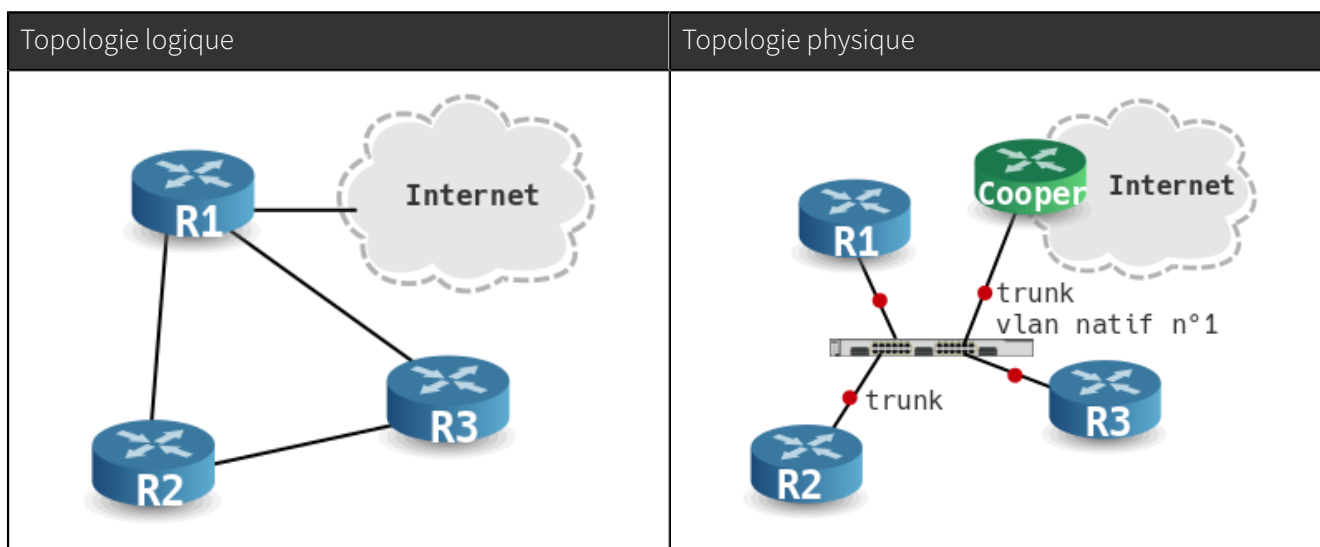 Topologie logique
Topologie physique
Internet
R1
R3
R2
Cooper
Internet
R1
trunk
vlan natif n°1
trunk
R3
R2